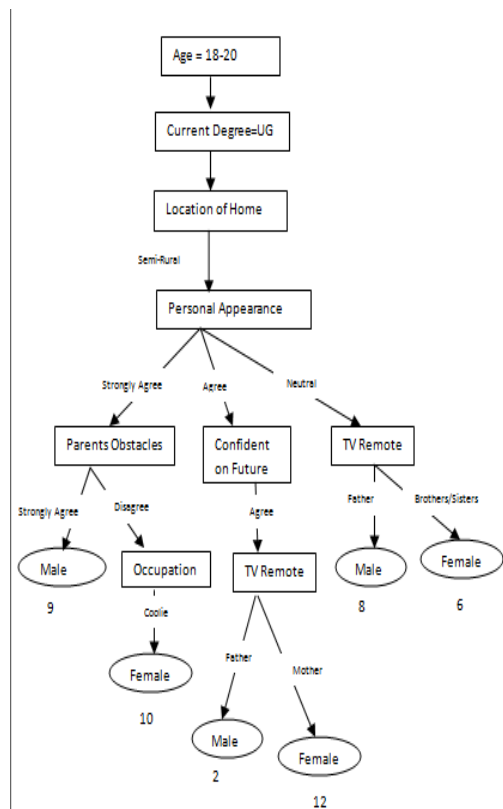 Age = 18-20
Current Degree=UG
Location of Home
Semi-Rural
Personal Appearance
Strongly Agree
Agree
Neutral
Parents Obstacles
Confident
on Future
TV Remote
Strongly Agree
Disagree
Agree
Father
Brothers/Sisters
Male
Occupation
TV Remote
Male
Female
9
8
6
Coolie
Female
Father
Mother
10
Male
Female
2
12